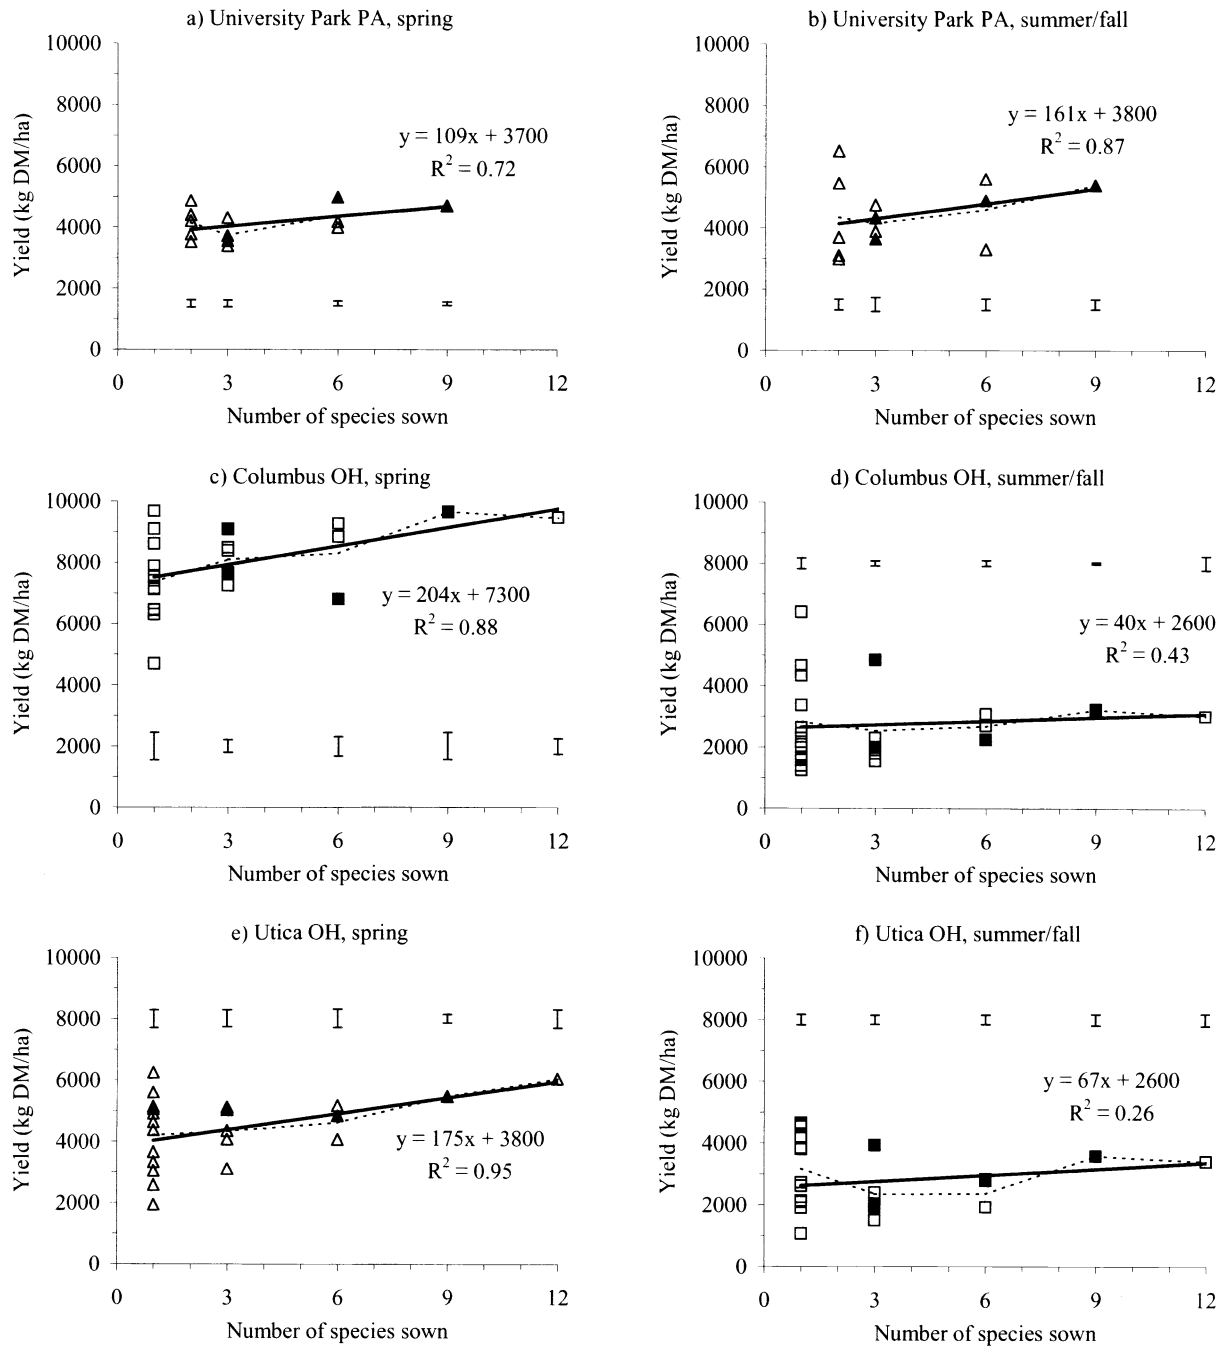 a) University Park PA, spring
10000
8000
6000
4000
2000
0
Yield (kg DM/ha)
y = 109x + 3700
R² = 0.72
0 3 6 9 12
Number of species sown
b) University Park PA, summer/fall
10000
8000
6000
4000
2000
0
Yield (kg DM/ha)
y = 161x + 3800
R² = 0.87
0 3 6 9 12
Number of species sown
c) Columbus OH, spring
10000
8000
6000
4000
2000
0
Yield (kg DM/ha)
y = 204x + 7300
R² = 0.88
0 3 6 9 12
Number of species sown
d) Columbus OH, summer/fall
10000
8000
6000
4000
2000
0
Yield (kg DM/ha)
y = 40x + 2600
R² = 0.43
0 3 6 9 12
Number of species sown
e) Utica OH, spring
10000
8000
6000
4000
2000
0
Yield (kg DM/ha)
y = 175x + 3800
R² = 0.95
0 3 6 9 12
Number of species sown
f) Utica OH, summer/fall
10000
8000
6000
4000
2000
0
Yield (kg DM/ha)
y = 67x + 2600
R² = 0.26
0 3 6 9 12
Number of species sown